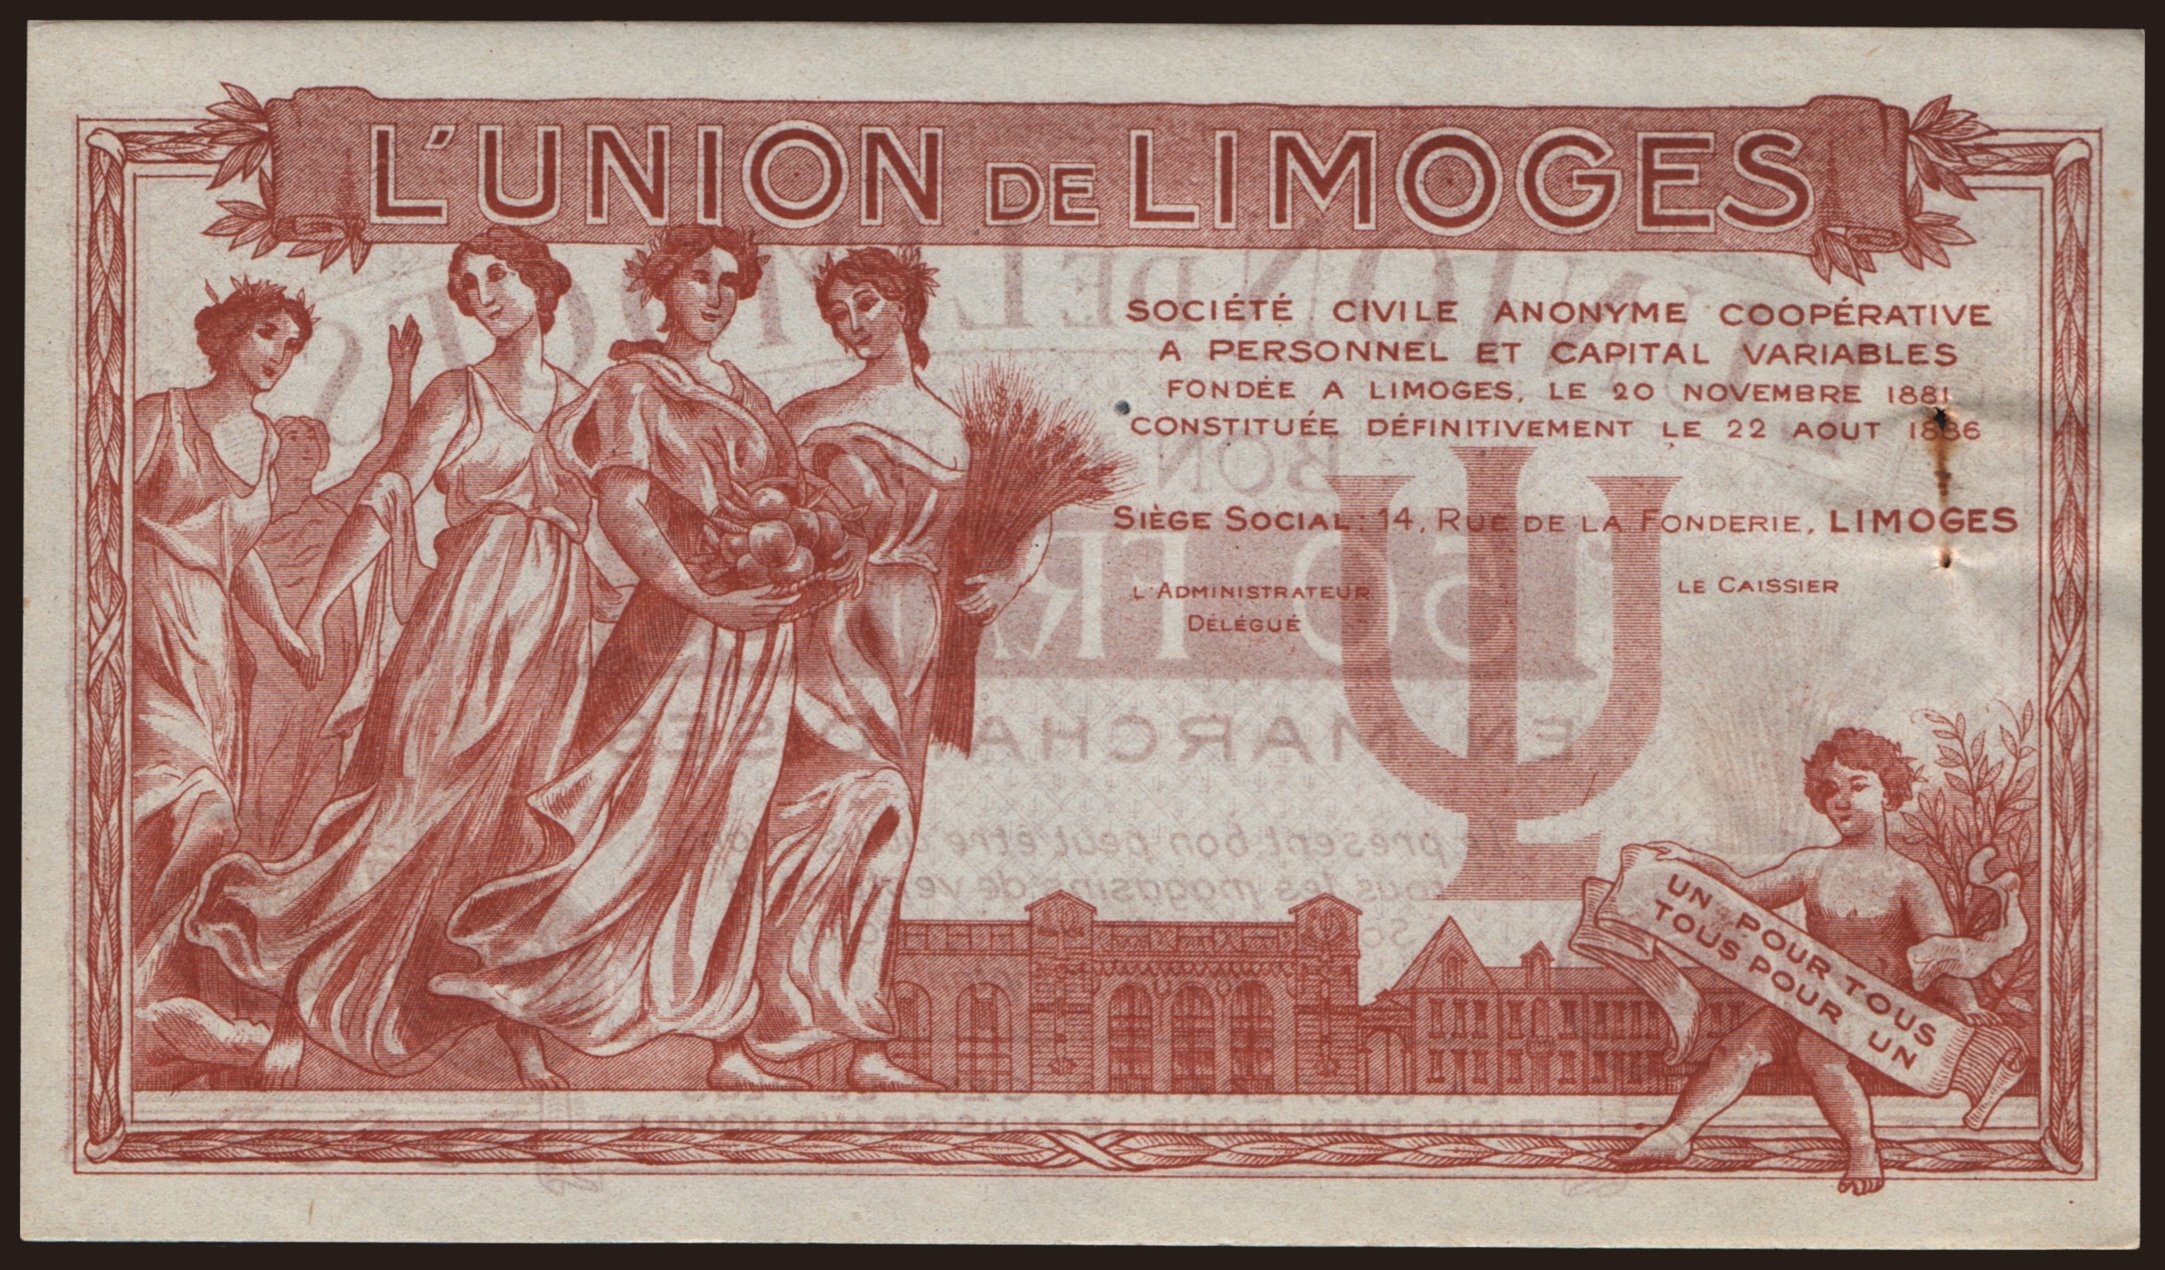 L'UNION DE LIMOGES
SOCIÉTÉ CIVILE ANONYME COOPÉRATIVE
A PERSONNEL ET CAPITAL VARIABLES
FONDÉE A LIMOGES, LE 20 NOVEMBRE 1881
CONSTITUÉE DÉFINITIVEMENT LE 22 AOUT 1886
SIÈGE SOCIAL: 14, RUE DE LA FONDERIE, LIMOGES
L'ADMINISTRATEUR
DÉLÉGUÉ
LE CAISSIER
UN POUR TOUS
TOUS POUR UN